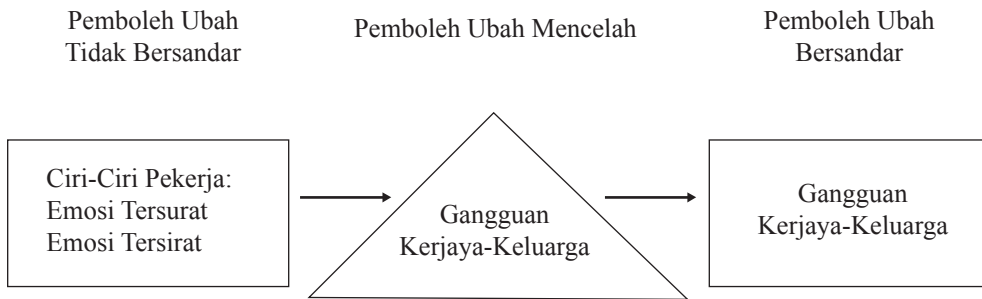 Pemboleh Ubah
Tidak Bersandar
Pemboleh Ubah Mencelah
Pemboleh Ubah
Bersandar
Ciri-Ciri Pekerja:
Emosi Tersurat
Emosi Tersirat
Gangguan
Kerjaya-Keluarga
Gangguan
Kerjaya-Keluarga